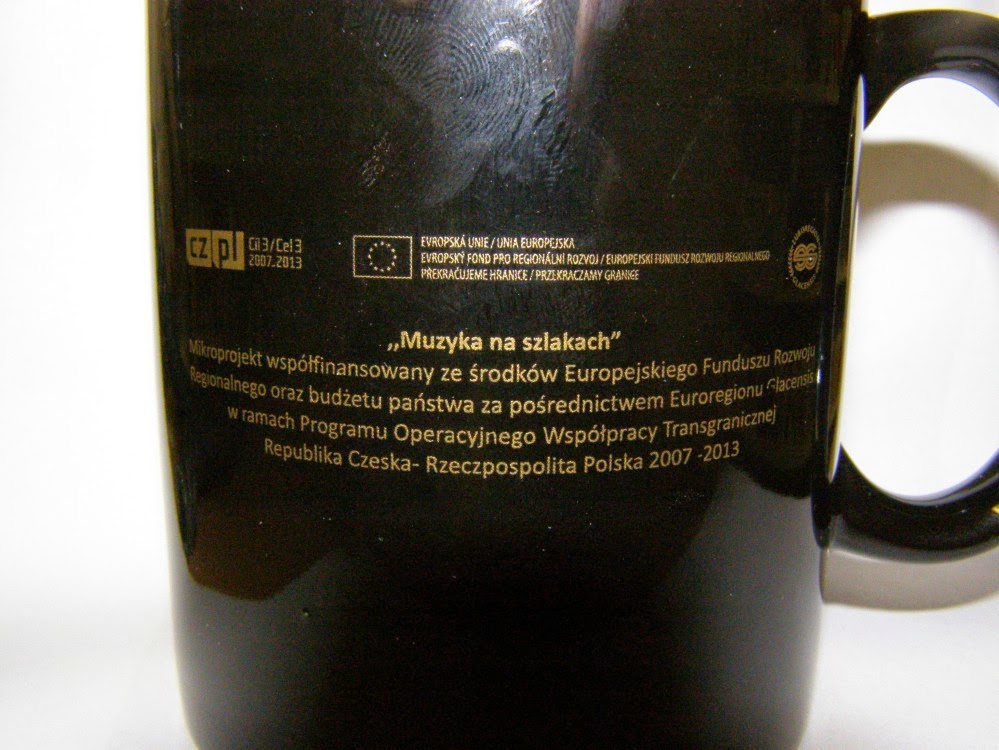 cz pl Cíl 3 / Cel 3
2007-2013
EVROPSKÁ UNIE / UNIA EUROPEJSKA
EVROPSKÝ FOND PRO REGIONÁLNÍ ROZVOJ / EUROPEJSKI FUNDUSZ ROZWOJU REGIONALNEGO
PŘEKRAČUJEME HRANICE / PRZEKRACZAMY GRANICE
,,Muzyka na szlakach”
Mikroprojekt współfinansowany ze środków Europejskiego Funduszu Rozwoju
Regionalnego oraz budżetu państwa za pośrednictwem Euroregionu Glacensis
w ramach Programu Operacyjnego Współpracy Transgranicznej
Republika Czeska- Rzeczpospolita Polska 2007 -2013